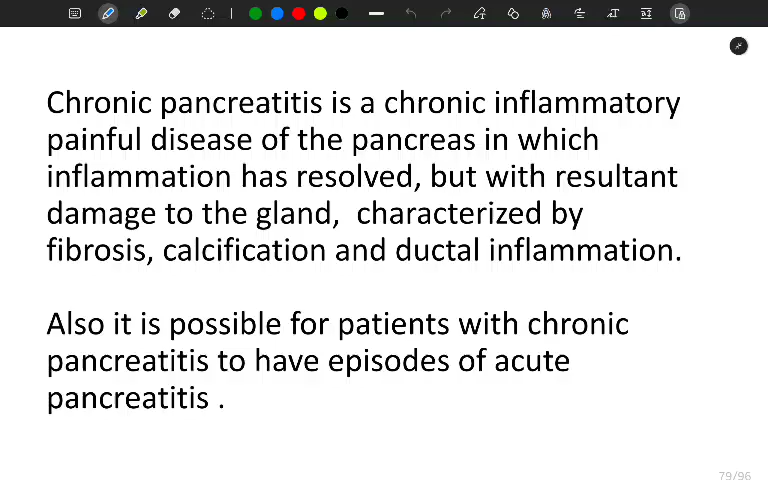 Chronic pancreatitis is a chronic inflammatory
painful disease of the pancreas in which
inflammation has resolved, but with resultant
damage to the gland,  characterized by
fibrosis, calcification and ductal inflammation.
Also it is possible for patients with chronic
pancreatitis to have episodes of acute
pancreatitis .
79/96